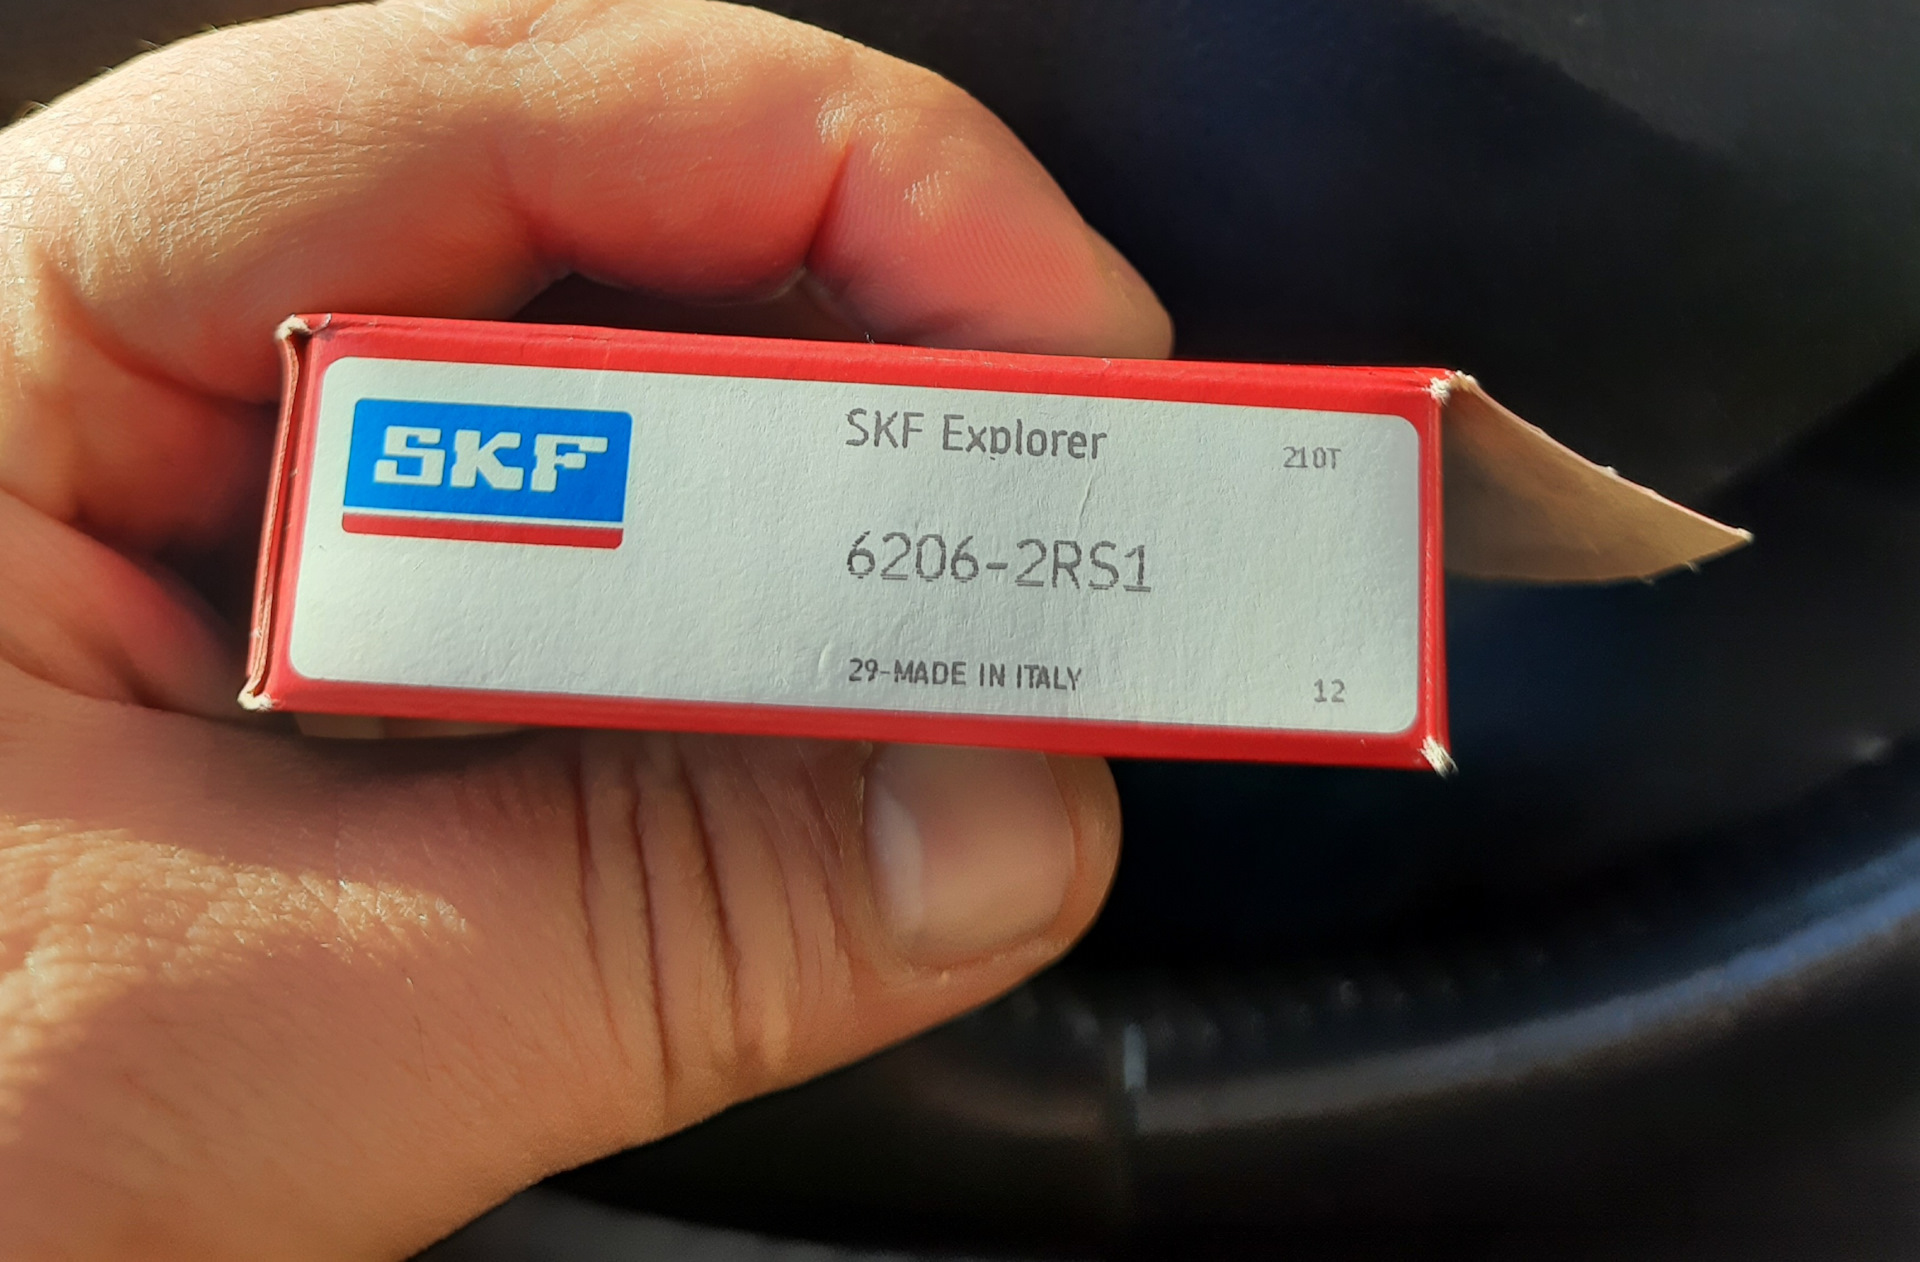 SKF
SKF Explorer
210T
6206-2RS1
29-MADE IN ITALY
12